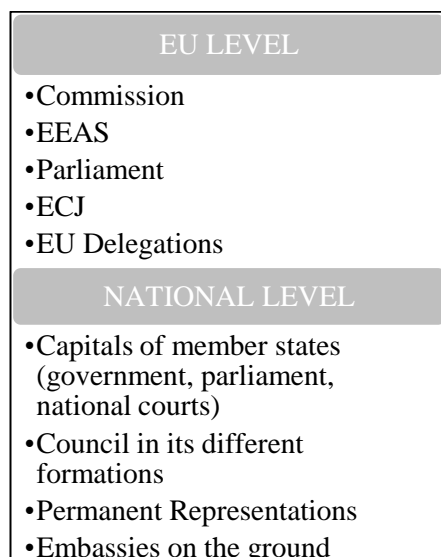 EU LEVEL
•Commission
•EEAS
•Parliament
•ECJ
•EU Delegations
NATIONAL LEVEL
•Capitals of member states
(government, parliament,
national courts)
•Council in its different
formations
•Permanent Representations
•Embassies on the ground